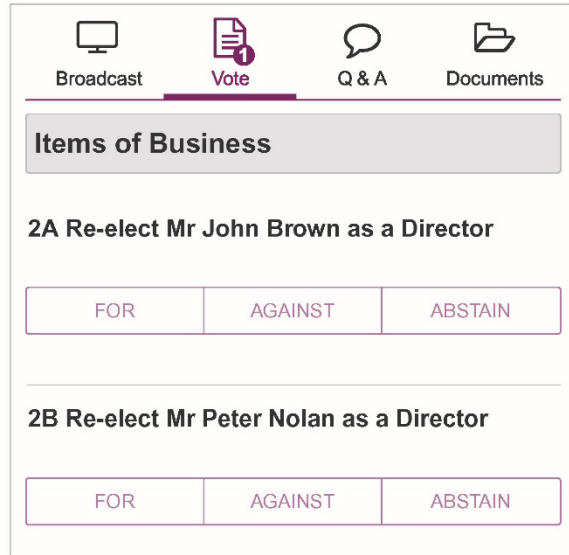 1
Broadcast Vote Q & A Documents
Items of Business
2A Re-elect Mr John Brown as a Director
FOR AGAINST ABSTAIN
2B Re-elect Mr Peter Nolan as a Director
FOR AGAINST ABSTAIN